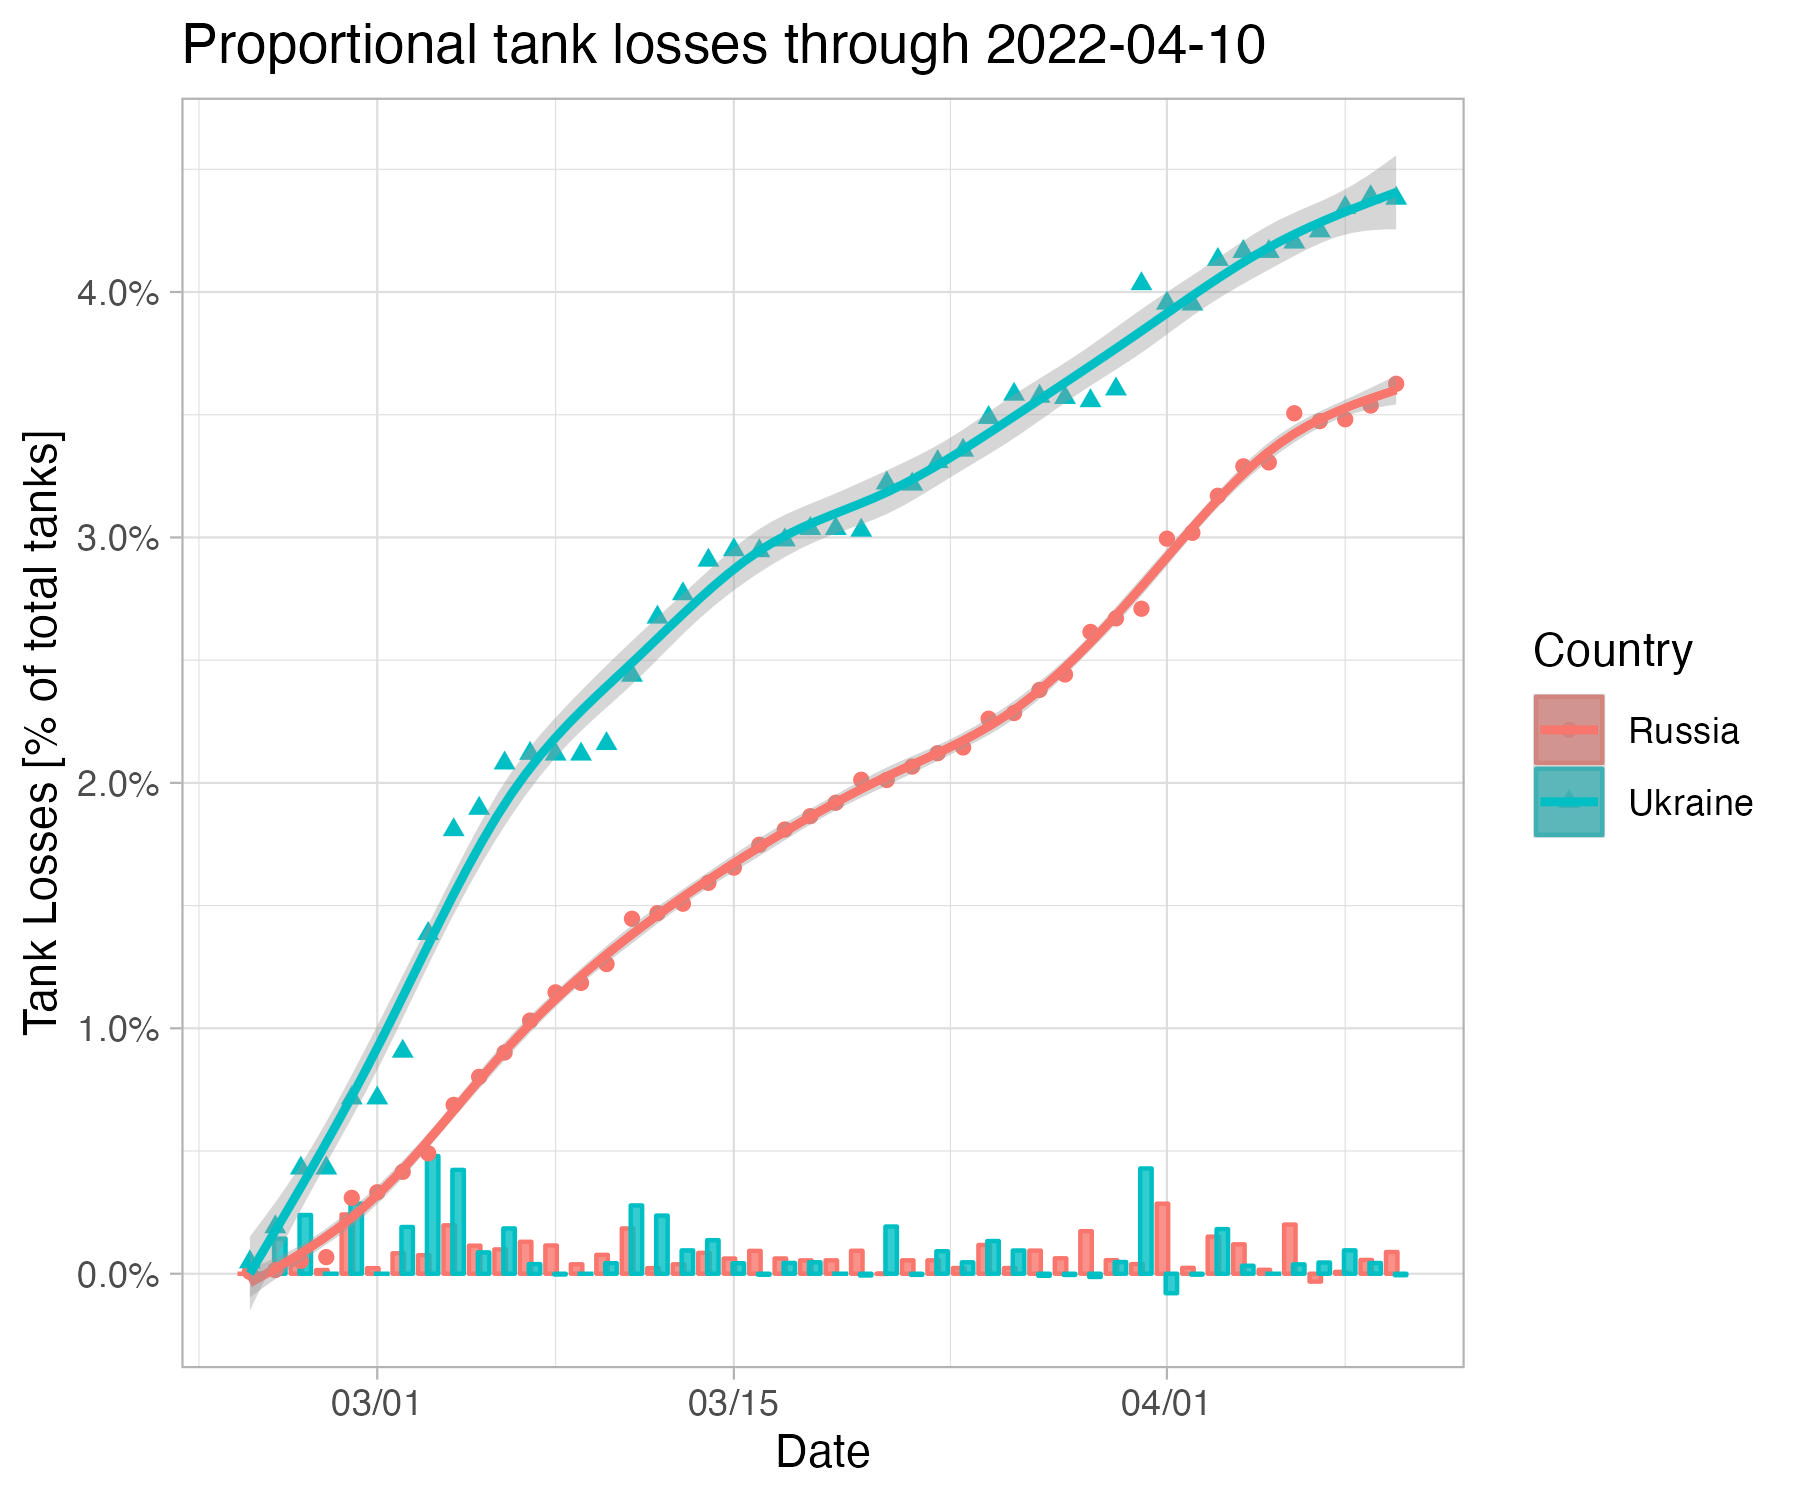 Proportional tank losses through 2022-04-10
Tank Losses [% of total tanks]
4.0%
3.0%
2.0%
1.0%
0.0%
03/01
03/15
04/01
Date
Country
Russia
Ukraine